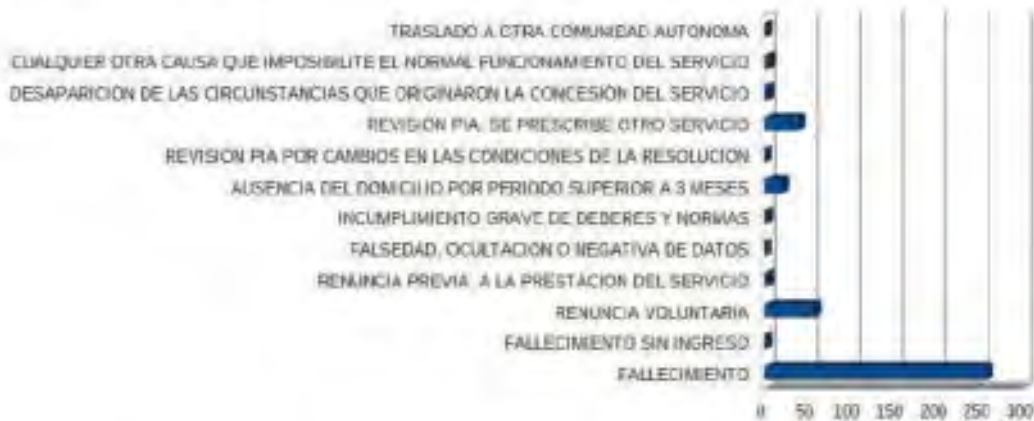 TRASLADO A OTRA COMUNIDAD AUTONOMA
CUALQUIER OTRA CAUSA QUE IMPOSIBILITE EL NORMAL FUNCIONAMIENTO DEL SERVICIO
DESAPARICION DE LAS CIRCUNSTANCIAS QUE ORIGINARON LA CONCESIÓN DEL SERVICIO
REVISION PIA. SE PRESCRIBE OTRO SERVICIO
REVISION PIA POR CAMBIOS EN LAS CONDICIONES DE LA RESOLUCION
AUSENCIA DEL DOMICILIO POR PERIODO SUPERIOR A 3 MESES
INCUMPLIMIENTO GRAVE DE DEBERES Y NORMAS
FALSEDAD, OCULTACION O NEGATIVA DE DATOS
RENUNCIA PREVIA A LA PRESTACION DEL SERVICIO
RENUNCIA VOLUNTARIA
FALLECIMIENTO SIN INGRESO
FALLECIMIENTO
0 50 100 150 200 250 300